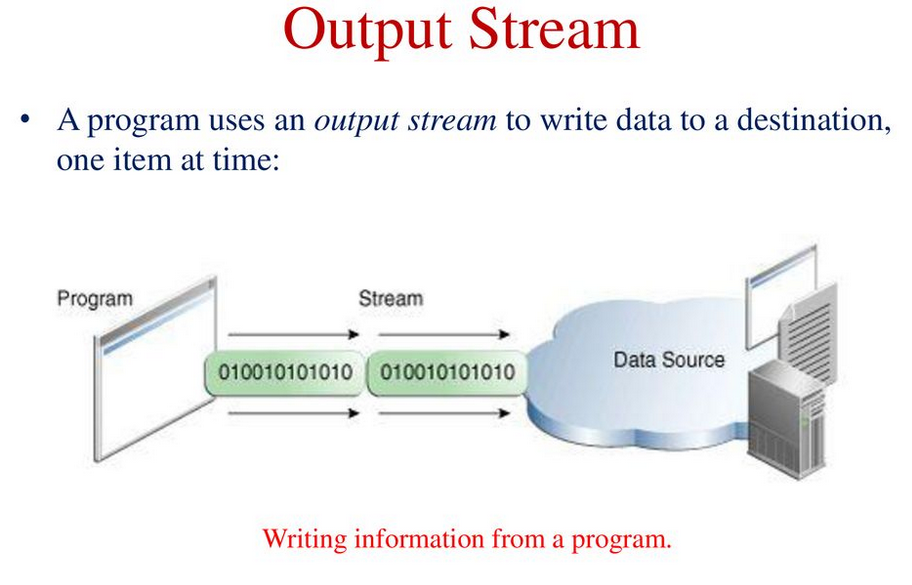 Output Stream
• A program uses an output stream to write data to a destination,
one item at time:
Program
Stream
010010101010
010010101010
Data Source
Writing information from a program.